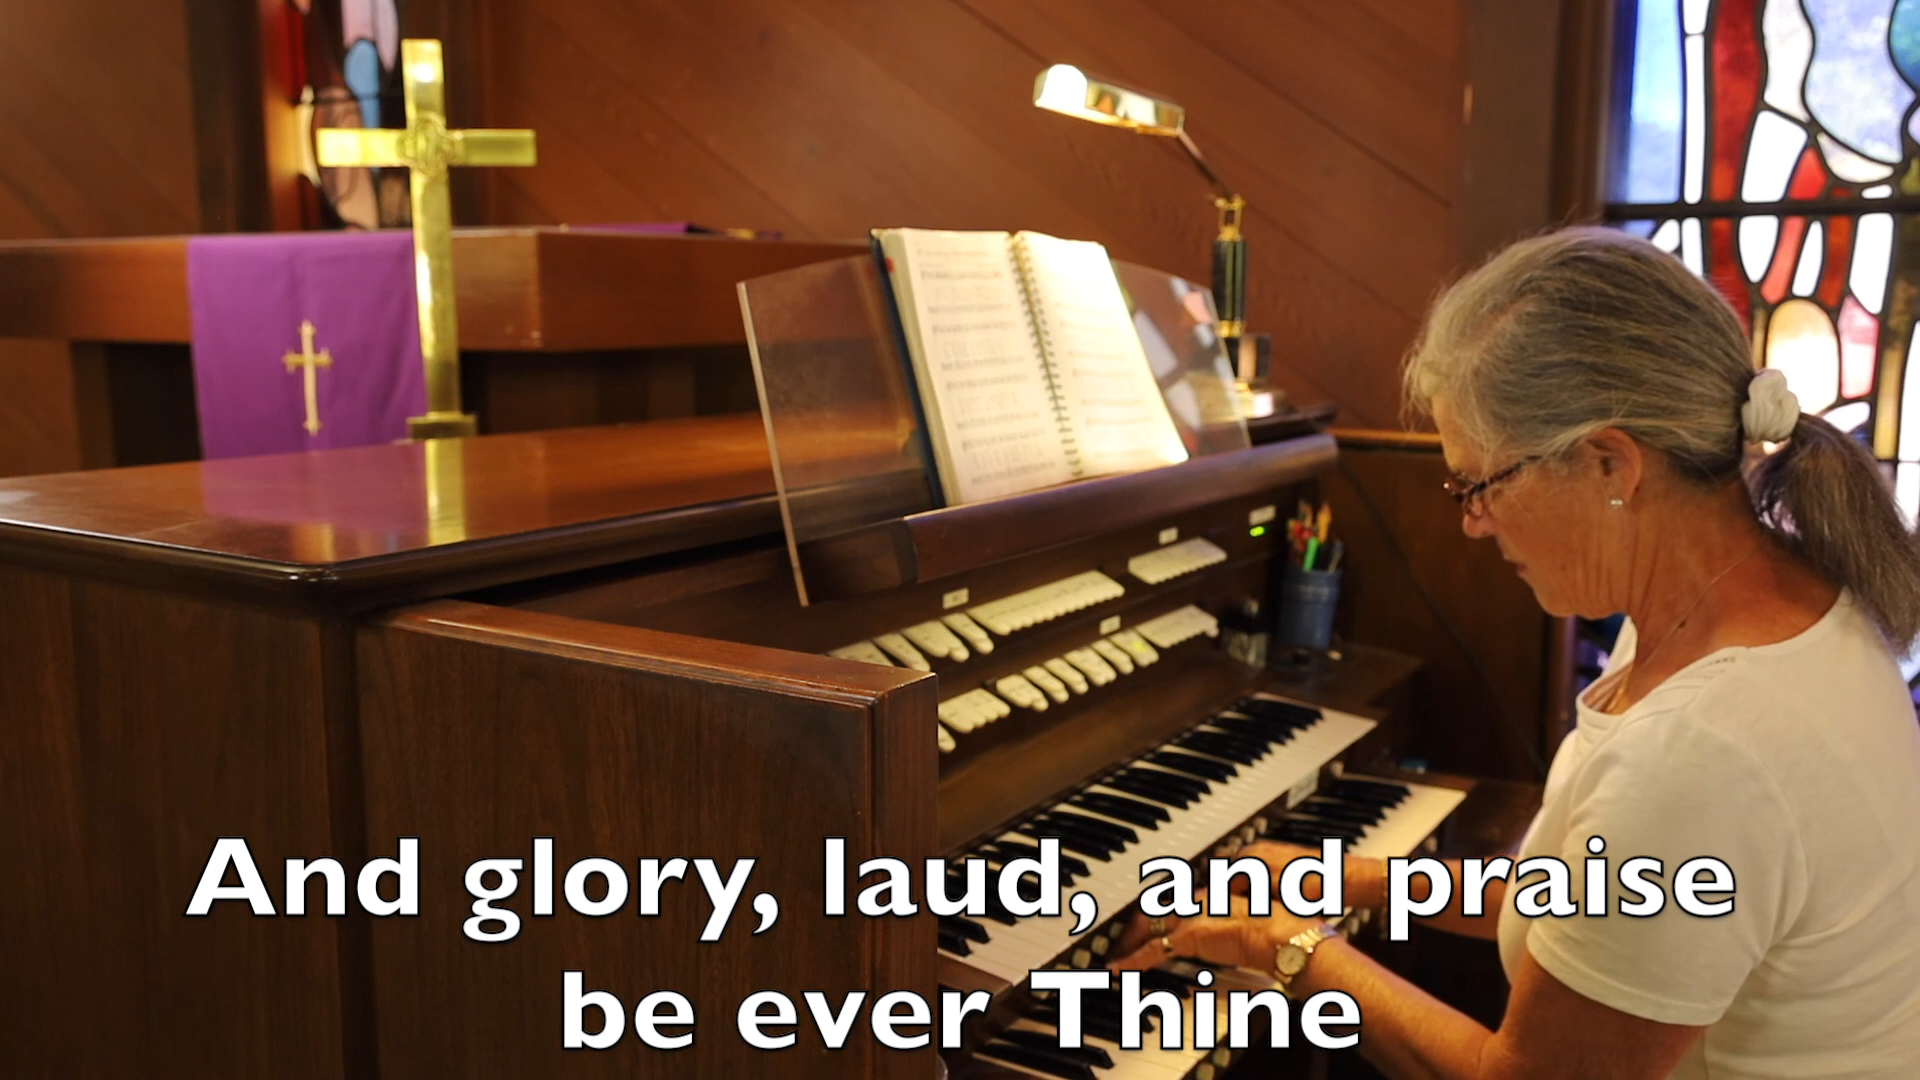 And glory, laud, and praise
be ever Thine